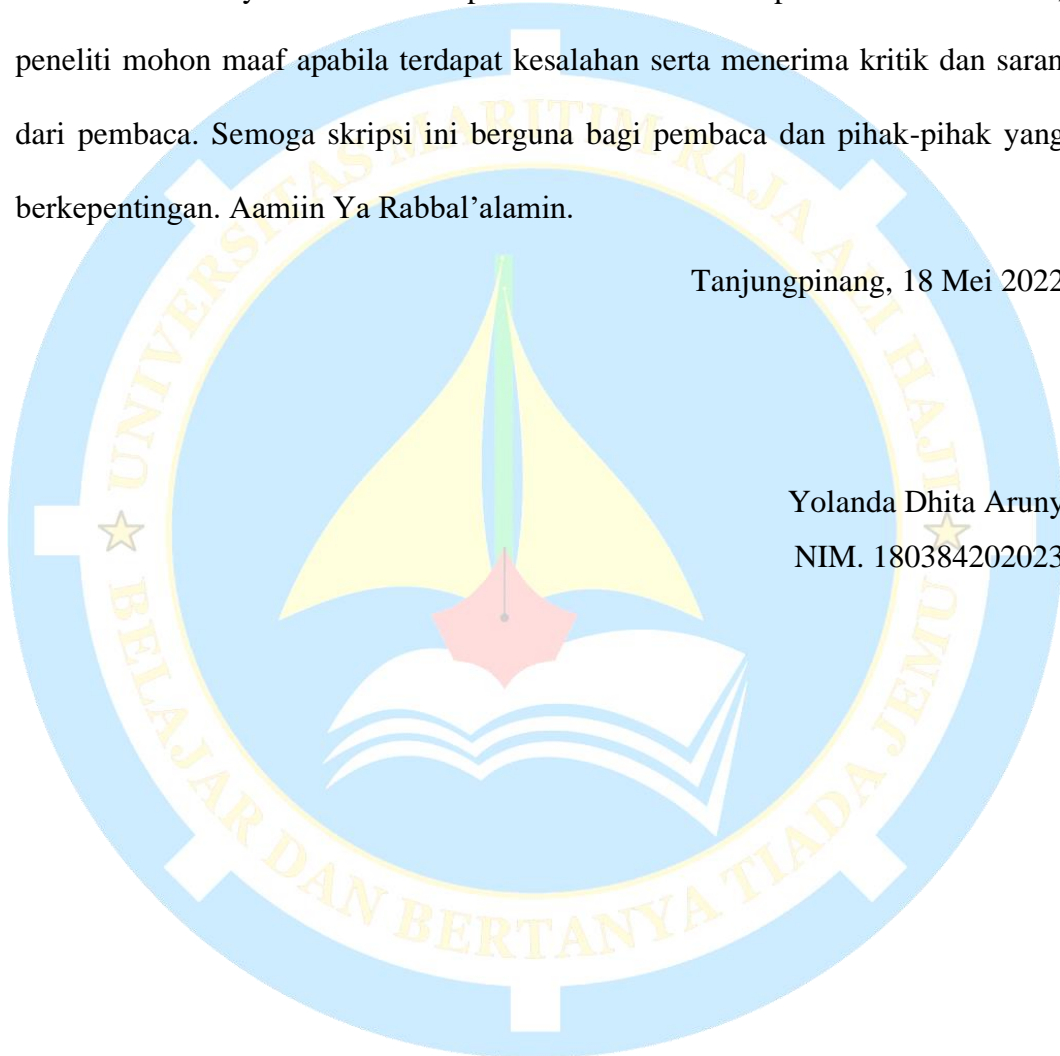 peneliti mohon maaf apabila terdapat kesalahan serta menerima kritik dan saran
dari pembaca. Semoga skripsi ini berguna bagi pembaca dan pihak-pihak yang
berkepentingan. Aamiin Ya Rabbal’alamin.
Tanjungpinang, 18 Mei 2022
Yolanda Dhita Aruny
NIM. 180384202023
UNIVERSITAS MARITIM RAJA ALI HAJI
BELAJAR DAN BERTANYA TIADA JEMU